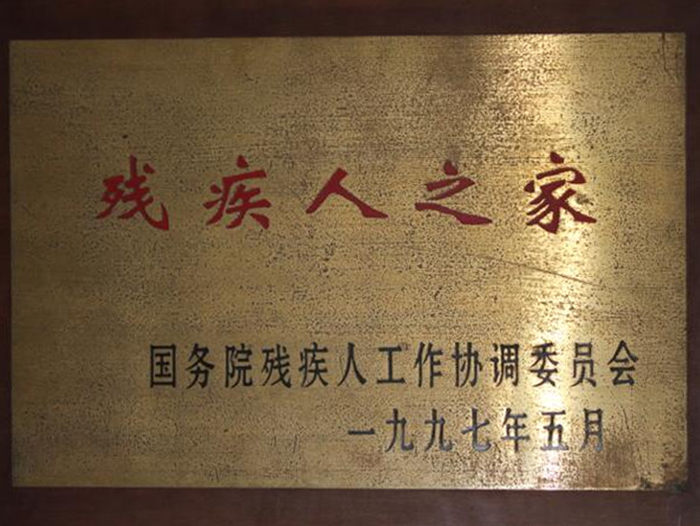 残疾人之家
国务院残疾人工作协调委员会
一九九七年五月